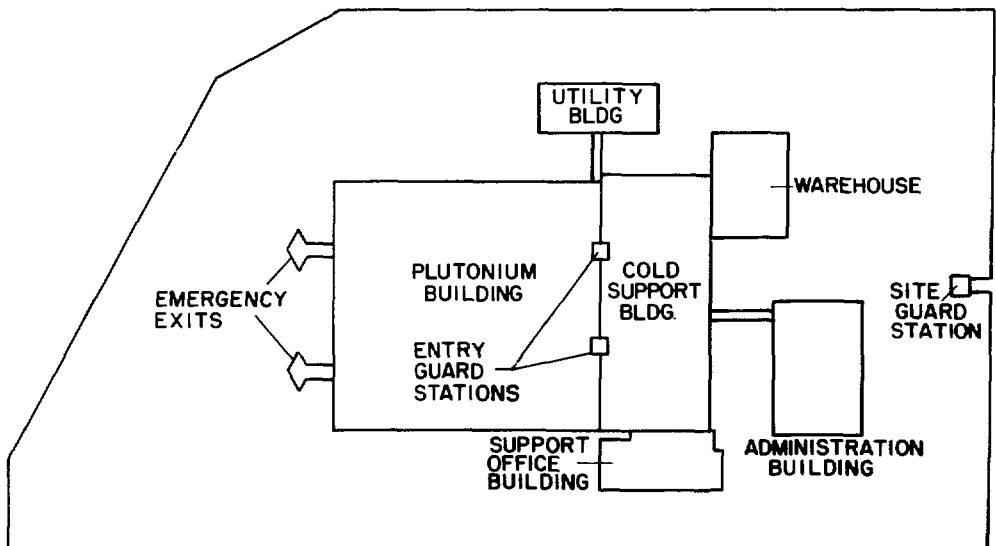 UTILITY
BLDG
WAREHOUSE
PLUTONIUM
BUILDING
COLD
SUPPORT
BLDG.
EMERGENCY
EXITS
SITE
GUARD
STATION
ENTRY
GUARD
STATIONS
SUPPORT
OFFICE
BUILDING
ADMINISTRATION
BUILDING